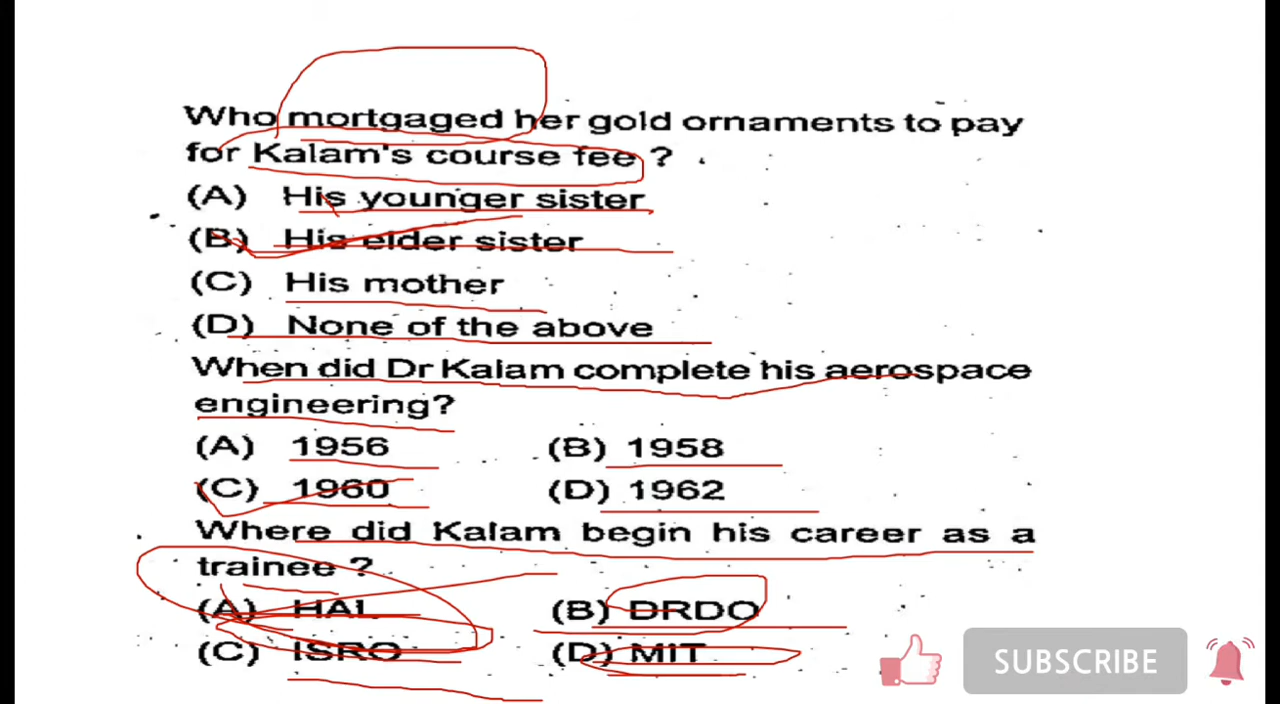 Who mortgaged her gold ornaments to pay
for Kalam's course fee ?
(A) His younger sister
(B) His elder sister
(C) His mother
(D) None of the above
When did Dr Kalam complete his aerospace
engineering?
(A) 1956 (B) 1958
(C) 1960 (D) 1962
Where did Kalam begin his career as a
trainee ?
(A) HAL (B) DRDO
(C) ISRO (D) MIT
SUBSCRIBE